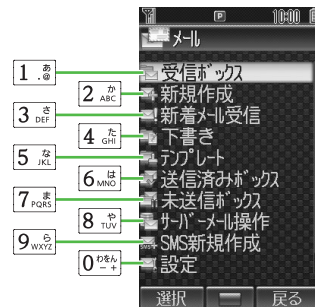 P 10:00
メール
1 .@ あ
受信ボックス
2 ABC か
新規作成
3 DEF さ
新着メール受信
4 GHI た
下書き
5 JKL な
テンプレート
6 MNO は
送信済みボックス
7 PQRS ま
未送信ボックス
8 TUV や
サーバーメール操作
9 WXYZ ら
SMS新規作成
0 わをん - +
設定
選択 戻る